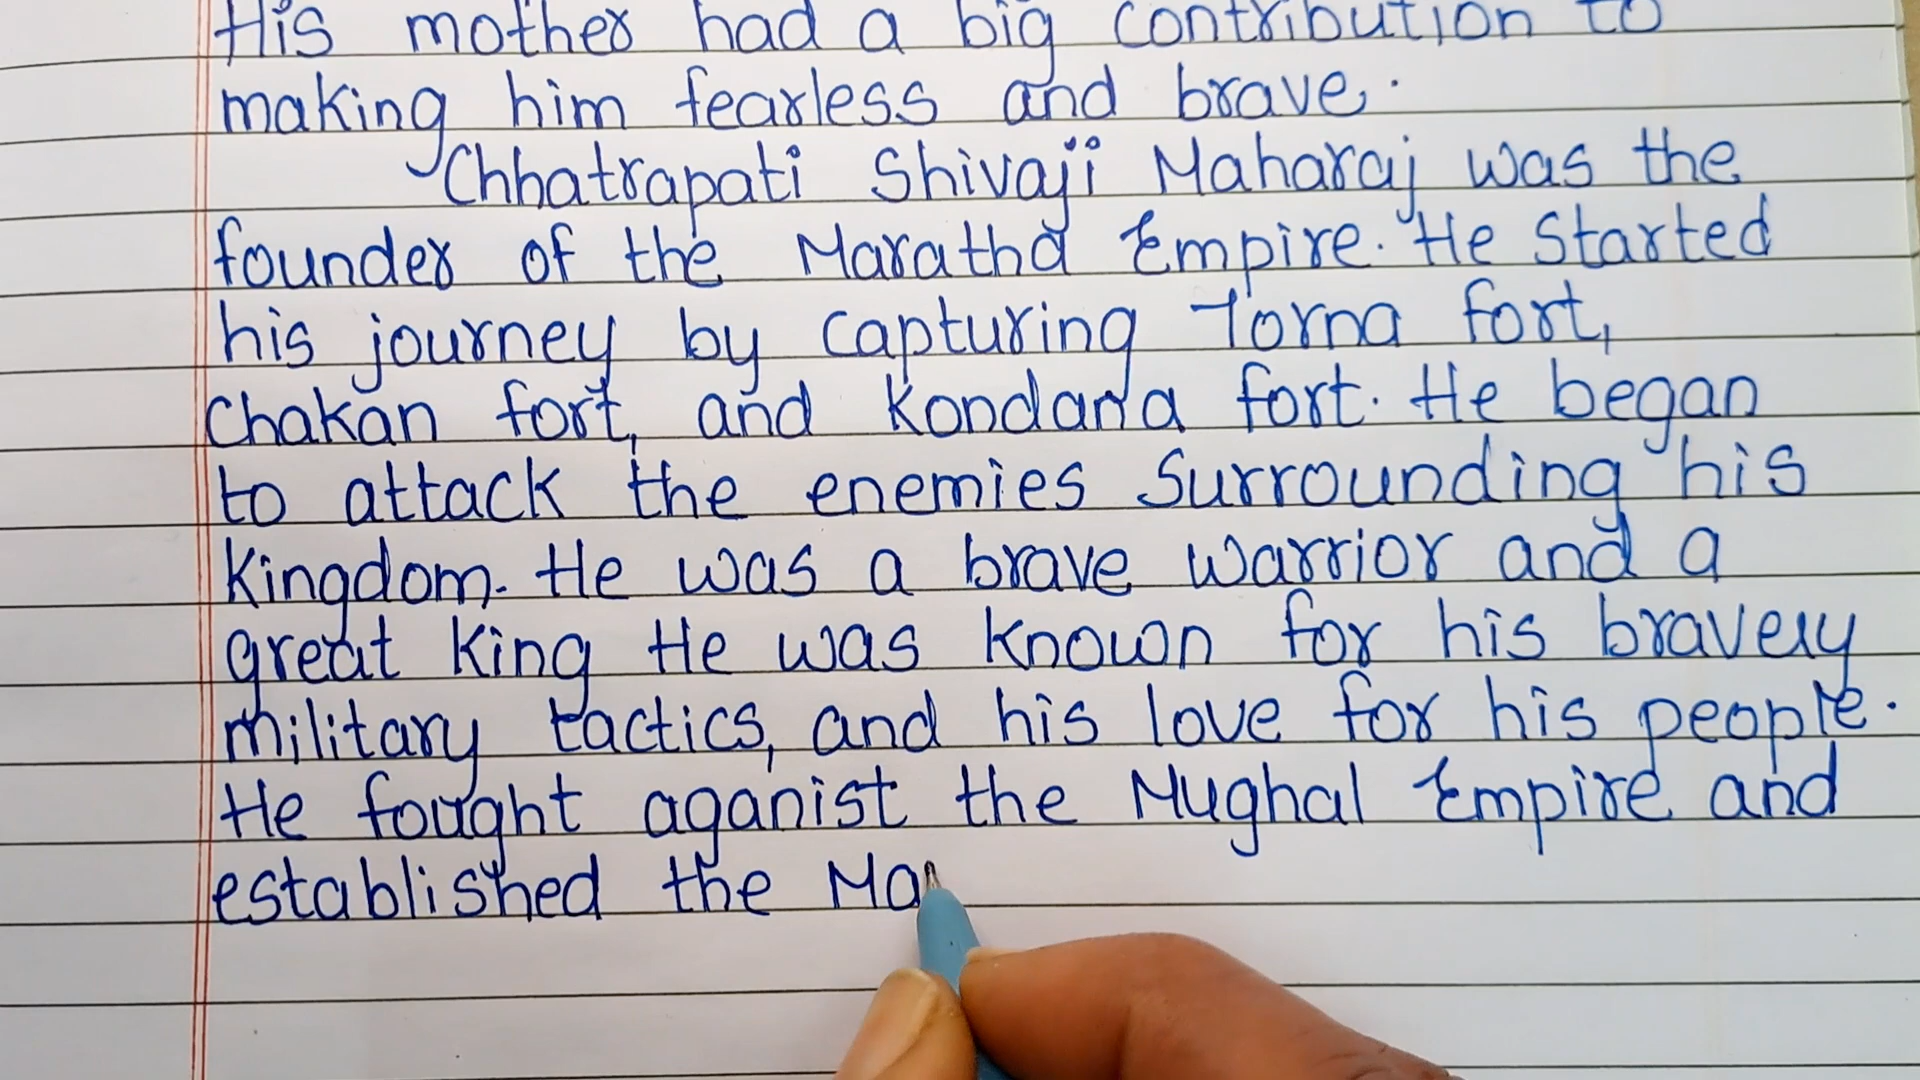 His mother had a big contribution to
making him fearless and brave.
Chhatrapati Shivaji Maharaj was the
founder of the Maratha Empire. He started
his journey by capturing Torna fort,
Chakan fort, and Kondana fort. He began
to attack the enemies surrounding his
kingdom. He was a brave warrior and a
great king He was known for his bravery
military tactics, and his love for his people.
He fought aganist the Mughal Empire and
established the Ma